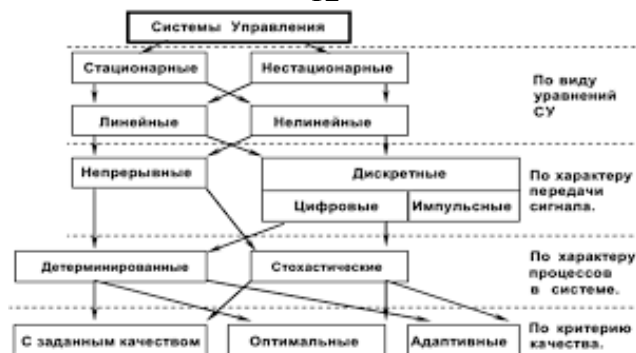 Системы Управления
Стационарные Нестационарные
По виду
уравнений
СУ
Линейные Нелинейные
Непрерывные Дискретные
Цифровые Импульсные
По характеру
передачи
сигнала.
Детерминированные Стохастические
По характеру
процессов
в системе.
С заданным качеством Оптимальные Адаптивные
По критерию
качества.